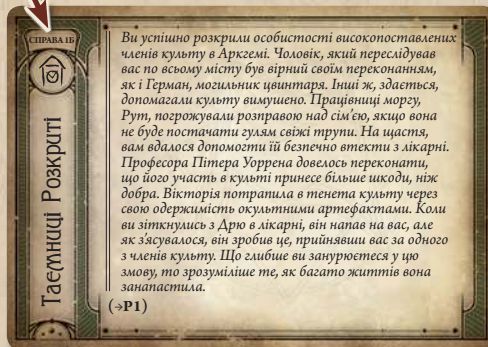 СПРАВА 1Б
Таємниці Розкриті
Ви успішно розкрили особистості високопоставлених
членів культу в Аркгемі. Чоловік, який переслідував
вас по всьому місту був вірний своїм переконанням,
як і Герман, могильник цвинтаря. Інші ж, здається,
допомагали культу вимушено. Працівниці моргу,
Рут, погрожували розправою над сім'єю, якщо вона
не буде постачати гулям свіжі трупи. На щастя,
вам вдалося допомогти їй безпечно втекти з лікарні.
Професора Пітера Уоррена довелось переконати,
що його участь в культі принесе більше шкоди, ніж
добра. Вікторія потрапила в тенета культу через
свою одержимість окультними артефактами. Коли
ви зіткнулись з Дрю в лікарні, він напав на вас, але
як з'ясувалося, він зробив це, прийнявши вас за одного
з членів культу. Що глибше ви занурюєтеся у цю
змову, то зрозуміліше те, як багато життів вона
занапастила.
(→Р1)